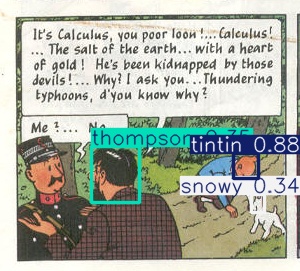 It's Calculus, you poor loon!...Calculus!
... The salt of the earth... with a heart
of gold! He's been kidnapped by those
devils!... Why? I ask you... Thundering
typhoons, d'you know why?
Me?... No
thompson 0.35
tintin 0.88
snowy 0.34